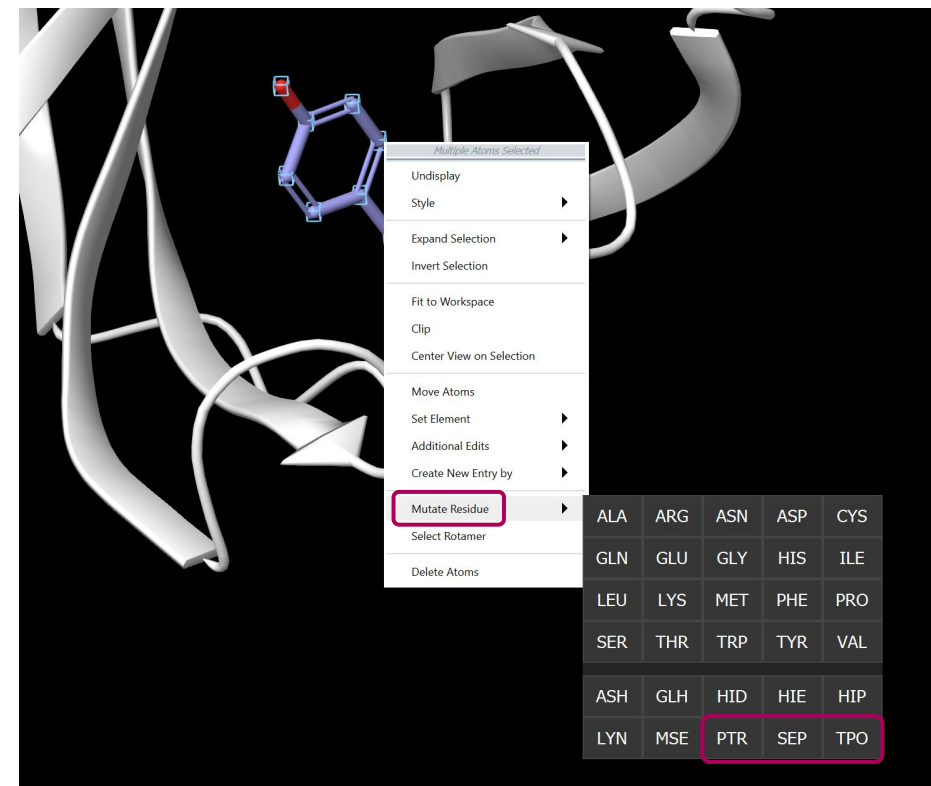 Multiple Atoms Selected
Undisplay
Style
Expand Selection
Invert Selection
Fit to Workspace
Clip
Center View on Selection
Move Atoms
Set Element
Additional Edits
Create New Entry by
Mutate Residue
Select Rotamer
Delete Atoms
ALA ARG ASN ASP CYS
GLN GLU GLY HIS ILE
LEU LYS MET PHE PRO
SER THR TRP TYR VAL
ASH GLH HID HIE HIP
LYN MSE PTR SEP TPO